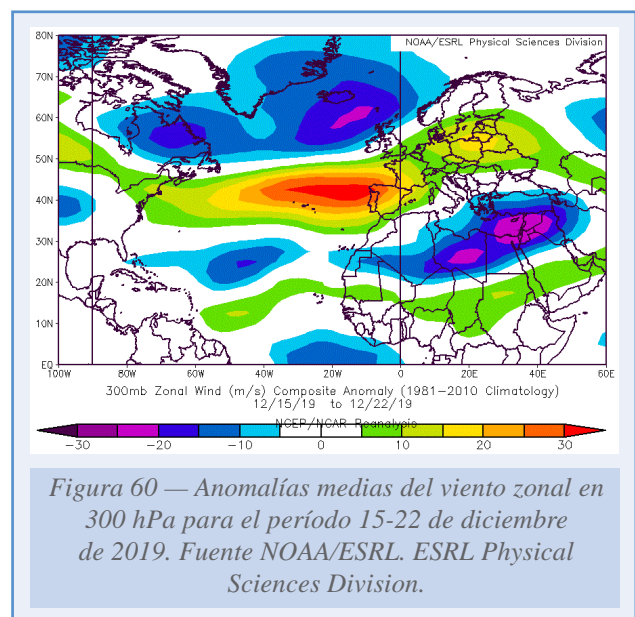 NOAA/ESRL Physical Sciences Division
80N
70N
60N
50N
40N
30N
20N
10N
EQ
100W 80W 60W 40W 20W 0 20E 40E 60E
300mb Zonal Wind (m/s) Composite Anomaly (1981-2010 Climatology)
12/15/19 to 12/22/19
NCEP/NCAR Reanalysis
-30 -20 -10 0 10 20 30
Figura 60 — Anomalías medias del viento zonal en
300 hPa para el período 15-22 de diciembre
de 2019. Fuente NOAA/ESRL. ESRL Physical
Sciences Division.